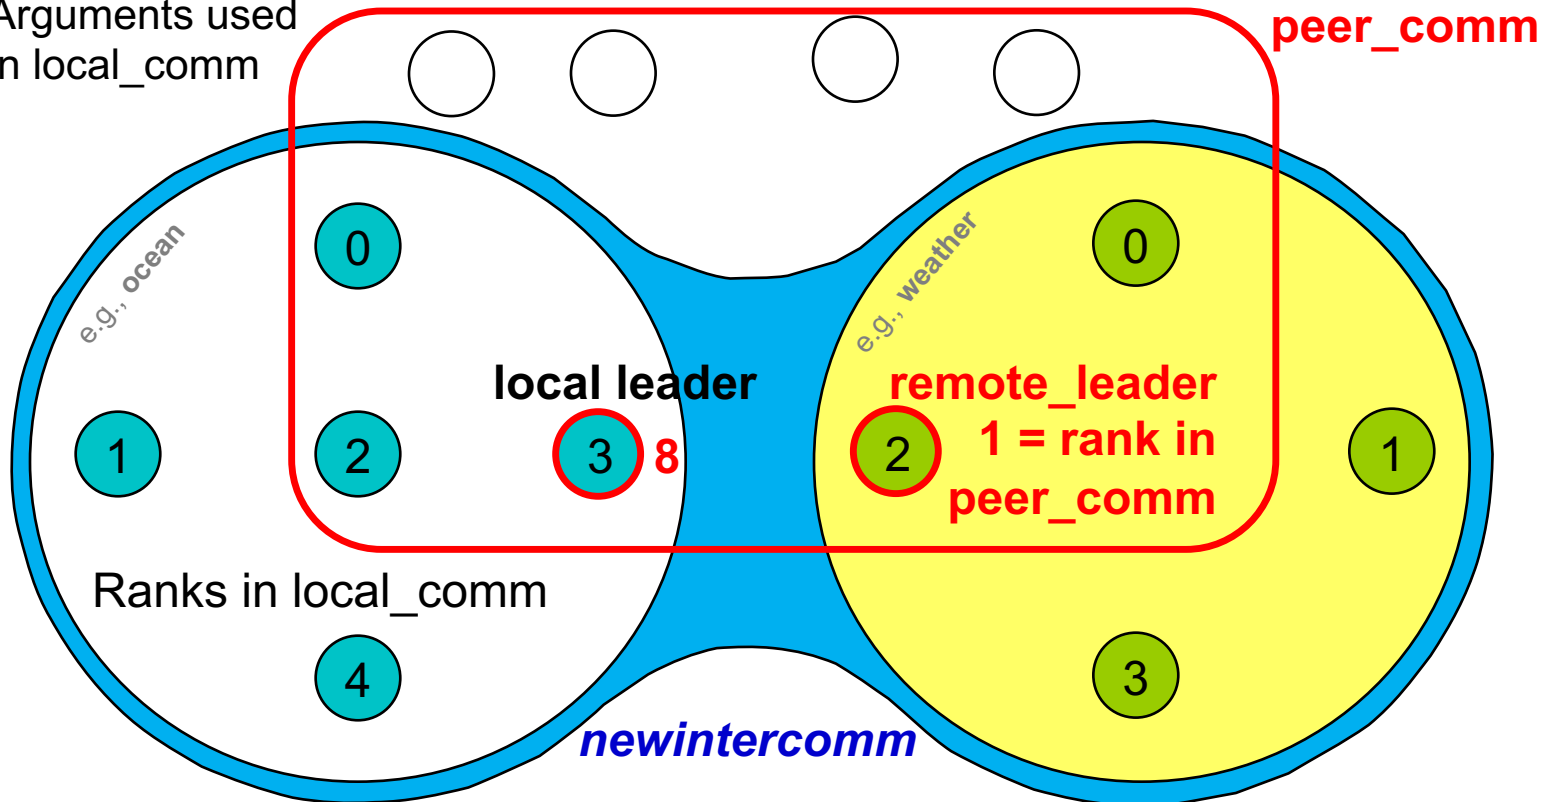 Arguments used
n local_comm
peer_comm
e.g., ocean
0
1
2
3
8
4
local leader
Ranks in local_comm
e.g., weather
0
remote_leader
2
1 = rank in
peer_comm
1
3
newintercomm